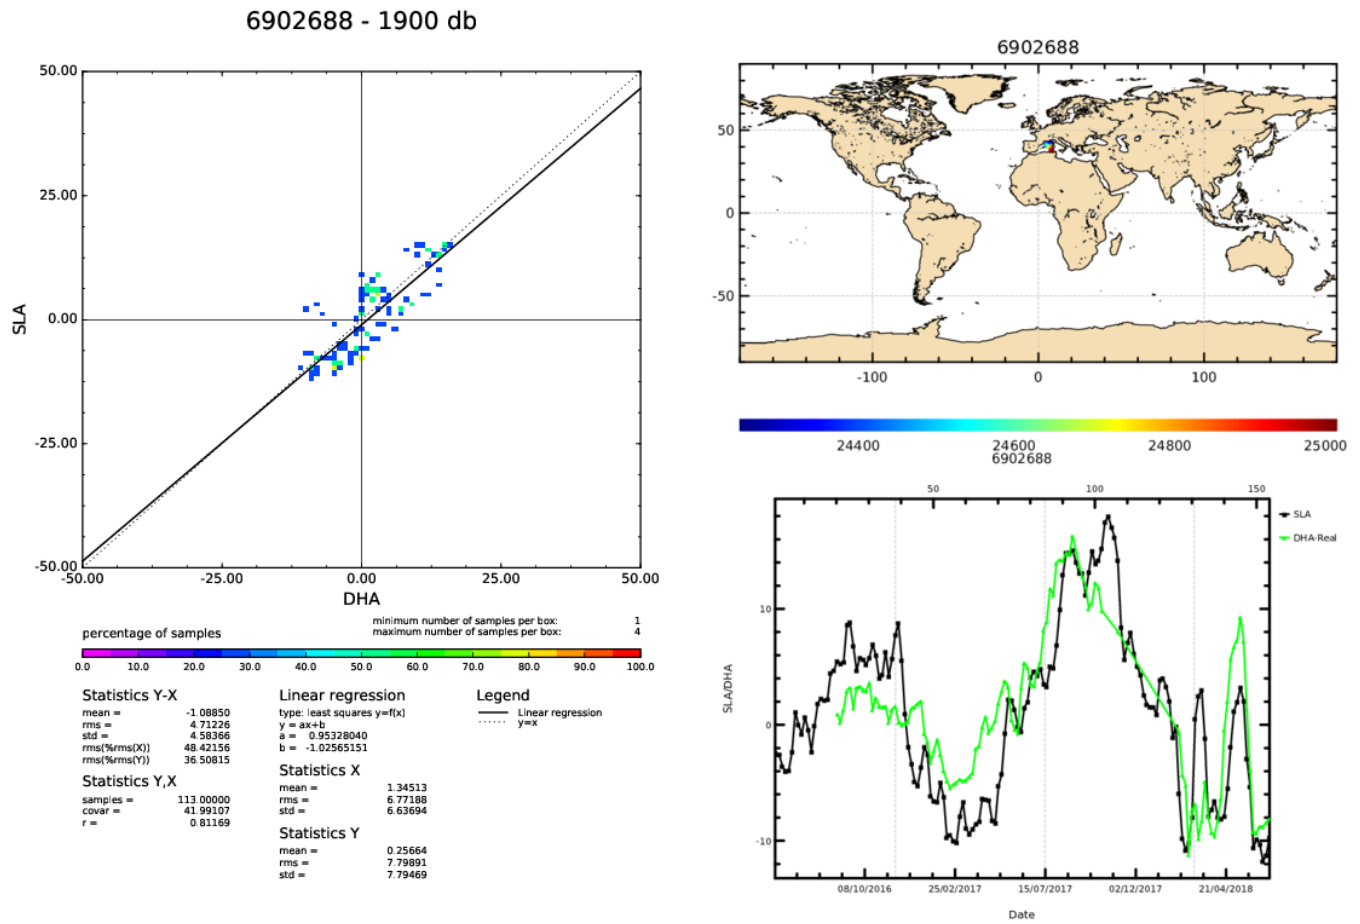 6902688 - 1900 db
50.00
25.00
0.00
-25.00
-50.00
SLA
-50.00
-25.00
0.00
25.00
50.00
DHA
percentage of samples
minimum number of samples per box: 1
maximum number of samples per box: 4
0.0 10.0 20.0 30.0 40.0 50.0 60.0 70.0 80.0 90.0 100.0
Statistics Y-X
mean = -1.08850
rms = 4.71226
std = 4.58366
rms(%rms(X)) 48.42156
rms(%rms(Y)) 36.50815
Statistics Y,X
samples = 113.00000
covar = 41.99107
r = 0.81169
Linear regression
type: least squares y=f(x)
y = ax+b
a = 0.95328040
b = -1.02565151
Statistics X
mean = 1.34513
rms = 6.77188
std = 6.63694
Statistics Y
mean = 0.25664
rms = 7.79891
std = 7.79469
Legend
Linear regression
y=x
6902688
50
0
-50
-100 0 100
24400 24600 24800 25000
6902688
50 100 150
SLA
DHA-Real
10
0
-10
SLA/DHA
08/10/2016 25/02/2017 15/07/2017 02/12/2017 21/04/2018
Date